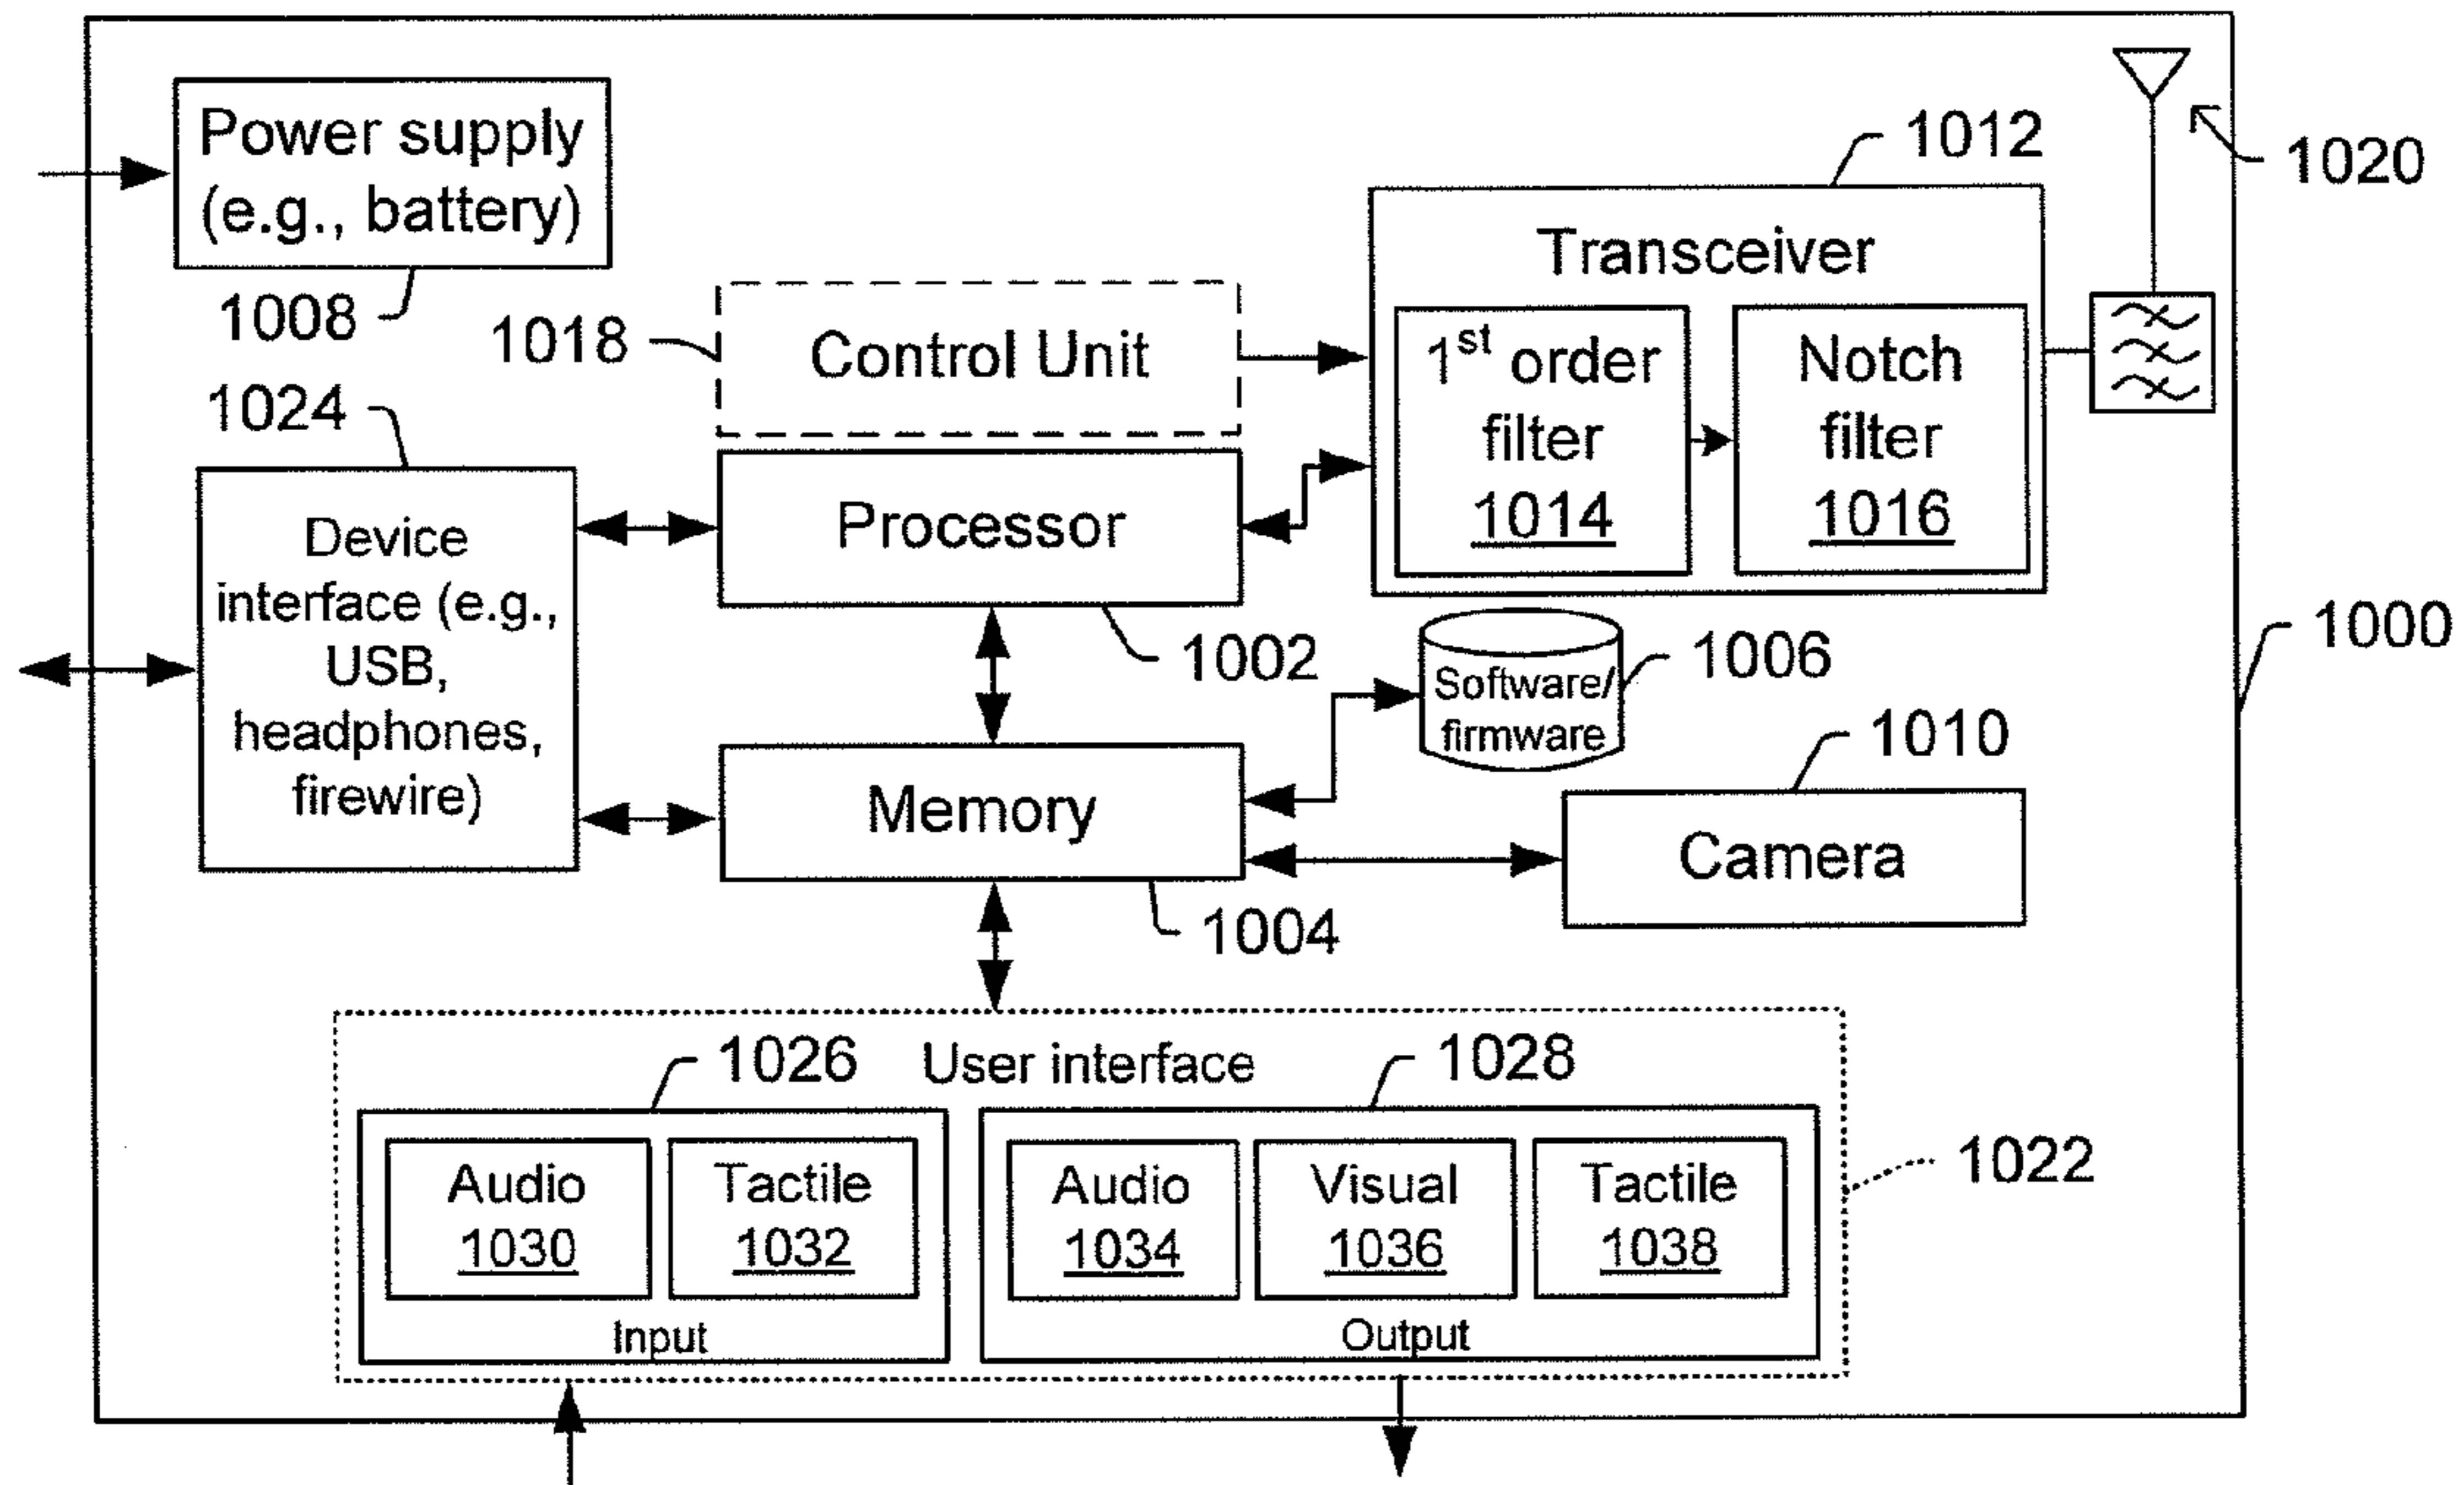 Power supply
(e.g., battery)
1008
1012
1020
Transceiver
1st order
filter
1014
Notch
filter
1016
1018
Control Unit
1024
Device
interface (e.g.,
USB,
headphones,
firewire)
Processor
1002
1000
Software/
firmware
1006
1010
Memory
Camera
1004
1026
User interface
1028
Audio
1030
Tactile
1032
Input
Audio
1034
Visual
1036
Tactile
1038
Output
1022